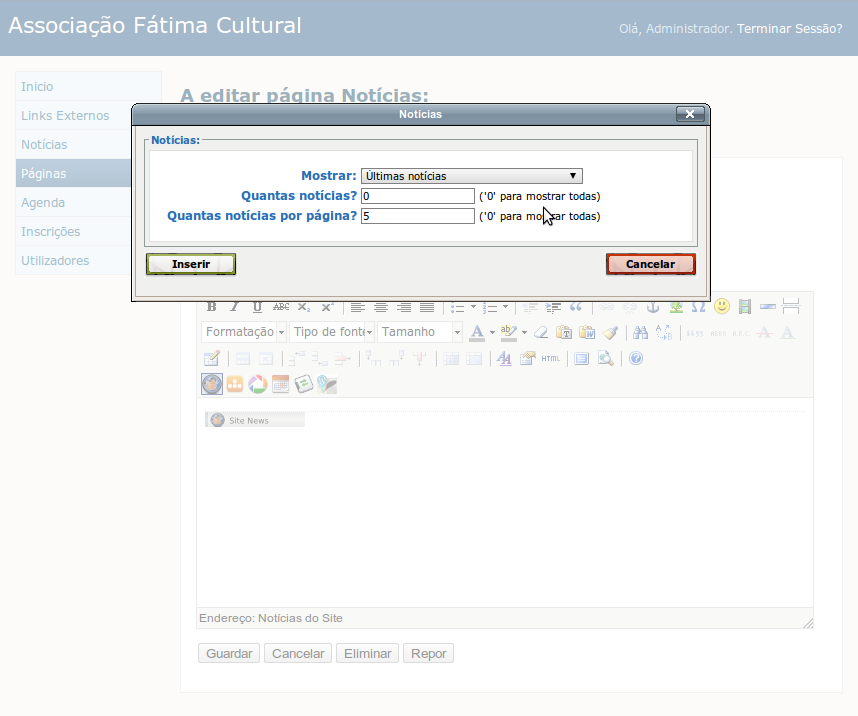 Associação Fátima Cultural
Olá, Administrador. Terminar Sessão?
Inicio
Links Externos
Notícias
Páginas
Agenda
Inscrições
Utilizadores
A editar página Notícias:
Notícias
Notícias:
Mostrar: Últimas notícias
Quantas notícias? 0 ('0' para mostrar todas)
Quantas notícias por página? 5 ('0' para mostrar todas)
Inserir Cancelar
B I U ABC
Formatação Tipo de fonte Tamanho
HTML
Site News
Endereço: Notícias do Site
Guardar Cancelar Eliminar Repor